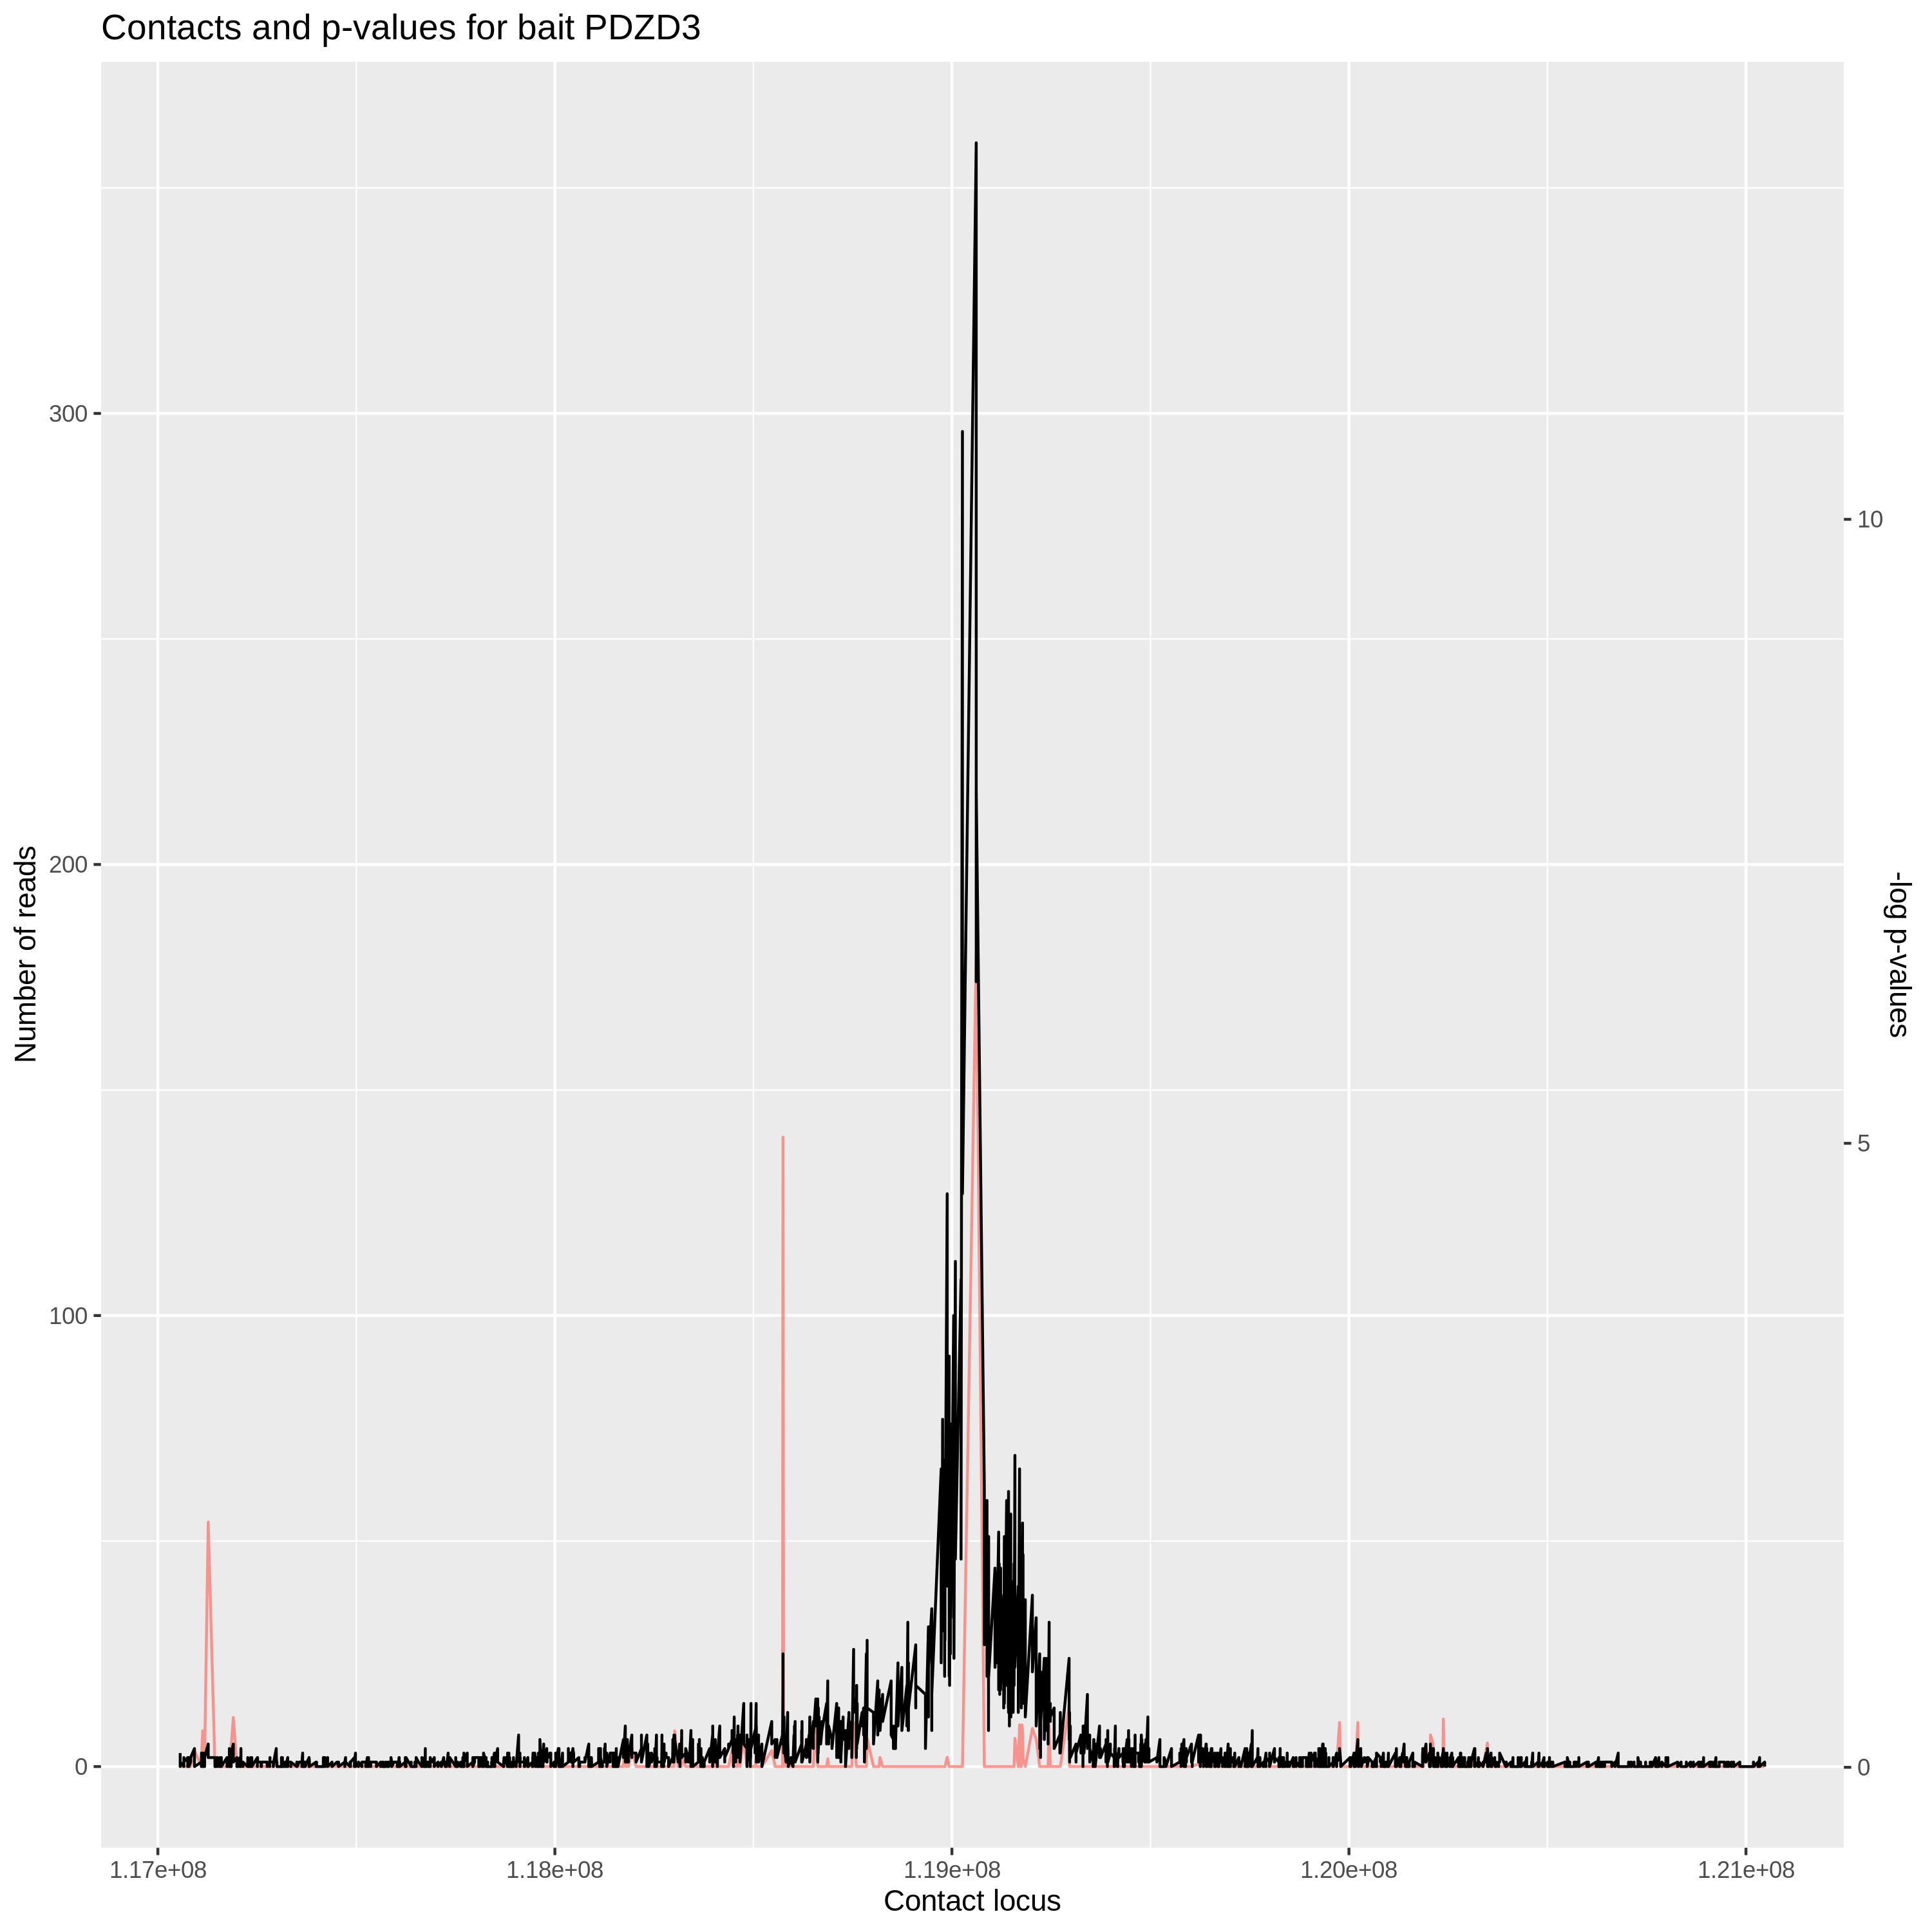 Contacts and p-values for bait PDZD3
300
200
100
0
Number of reads
10
5
0
-log p-values
1.17e+08
1.18e+08
1.19e+08
1.20e+08
1.21e+08
Contact locus